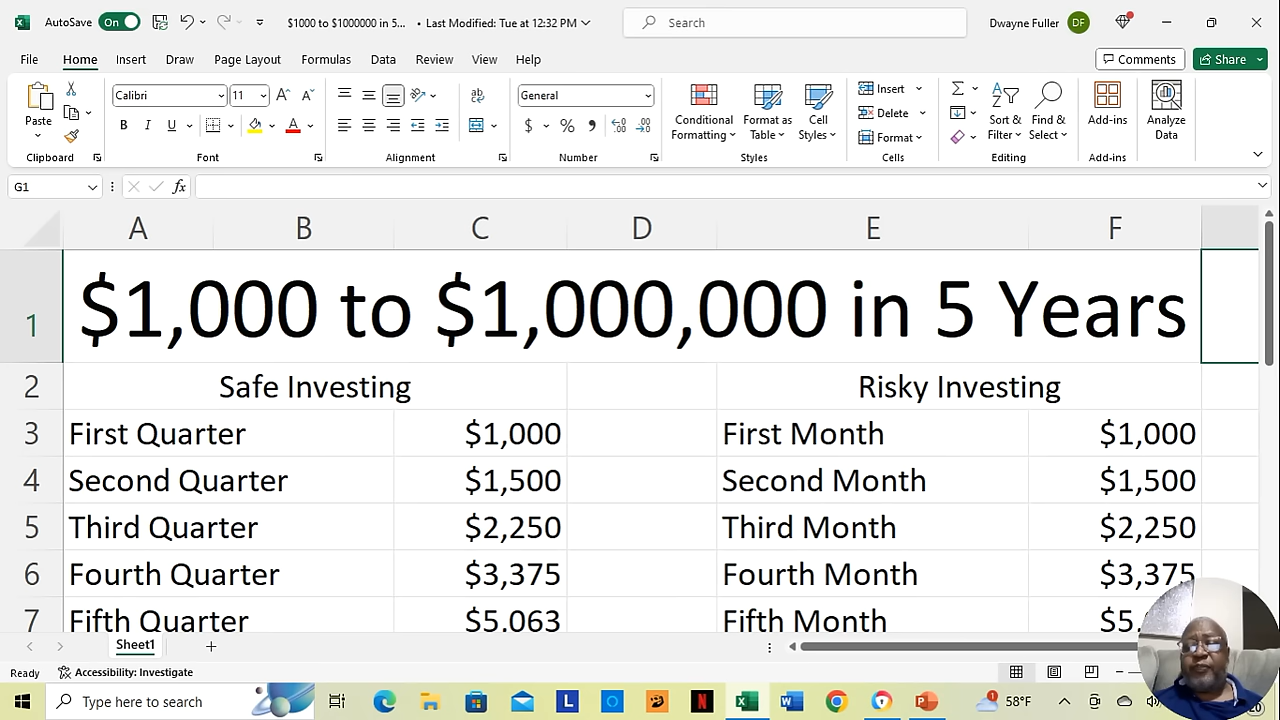 AutoSave On $1000 to $1000000 in 5... • Last Modified: Tue at 12:32 PM Search Dwayne Fuller DF
File Home Insert Draw Page Layout Formulas Data Review View Help Comments Share
Paste
Calibri 11
General
$ % ,
B I U A
Conditional Formatting
Format as Table
Cell Styles
Insert
Delete
Format
Sort & Filter
Find & Select
Add-ins
Analyze Data
Clipboard Font Alignment Number Styles Cells Editing Add-ins
G1 fx
A B C D E F
1 $1,000 to $1,000,000 in 5 Years
2 Safe Investing Risky Investing
3 First Quarter $1,000 First Month $1,000
4 Second Quarter $1,500 Second Month $1,500
5 Third Quarter $2,250 Third Month $2,250
6 Fourth Quarter $3,375 Fourth Month $3,375
7 Fifth Quarter $5,063 Fifth Month
Sheet1
Ready Accessibility: Investigate
Type here to search 58°F